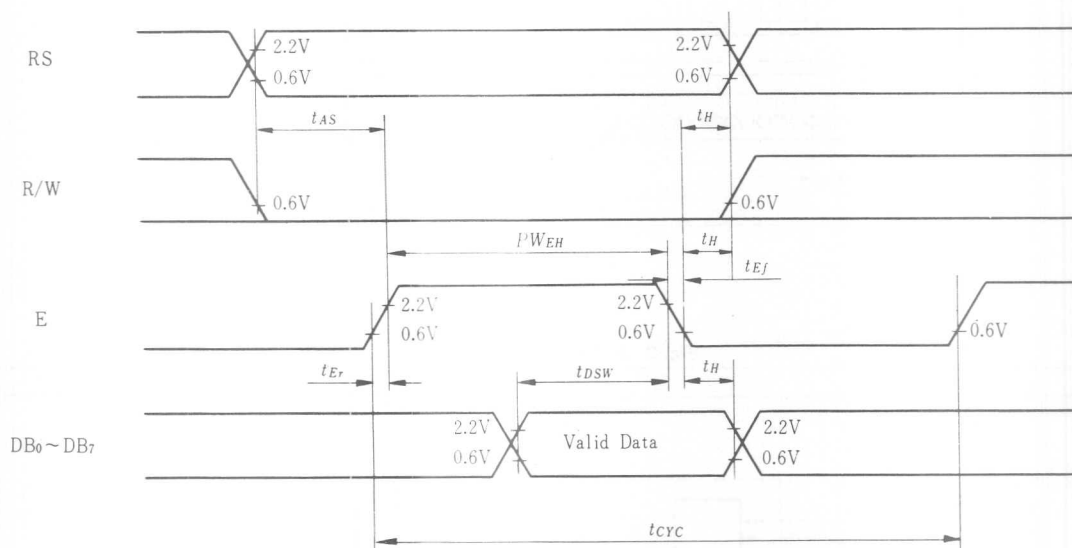 RS
2.2V
0.6V
2.2V
0.6V
tAS
tH
R/W
0.6V
0.6V
PWEH
tH
tEf
E
2.2V
0.6V
2.2V
0.6V
0.6V
tEr
tDSW
tH
DB0~DB7
2.2V
0.6V
Valid Data
2.2V
0.6V
tCYC